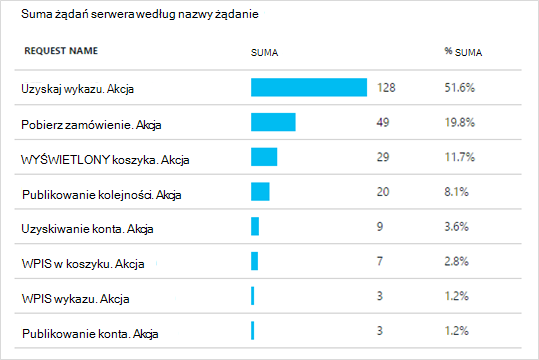 Suma żądań serwera według nazwy żądanie
REQUEST NAME SUMA % SUMA
Uzyskaj wykazu. Akcja 128 51.6%
Pobierz zamówienie. Akcja 49 19.8%
WYŚWIETLONY koszyka. Akcja 29 11.7%
Publikowanie kolejności. Akcja 20 8.1%
Uzyskiwanie konta. Akcja 9 3.6%
WPIS w koszyku. Akcja 7 2.8%
WPIS wykazu. Akcja 3 1.2%
Publikowanie konta. Akcja 3 1.2%